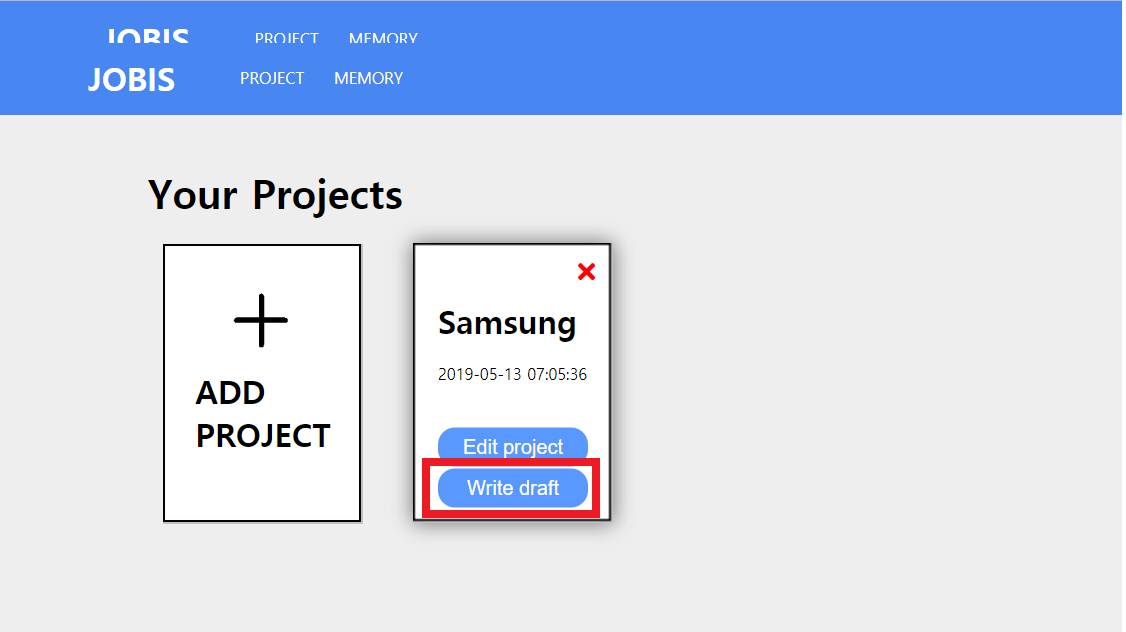 JOBIS PROJECT MEMORY
JOBIS PROJECT MEMORY
Your Projects
ADD
PROJECT
Samsung
2019-05-13 07:05:36
Edit project
Write draft